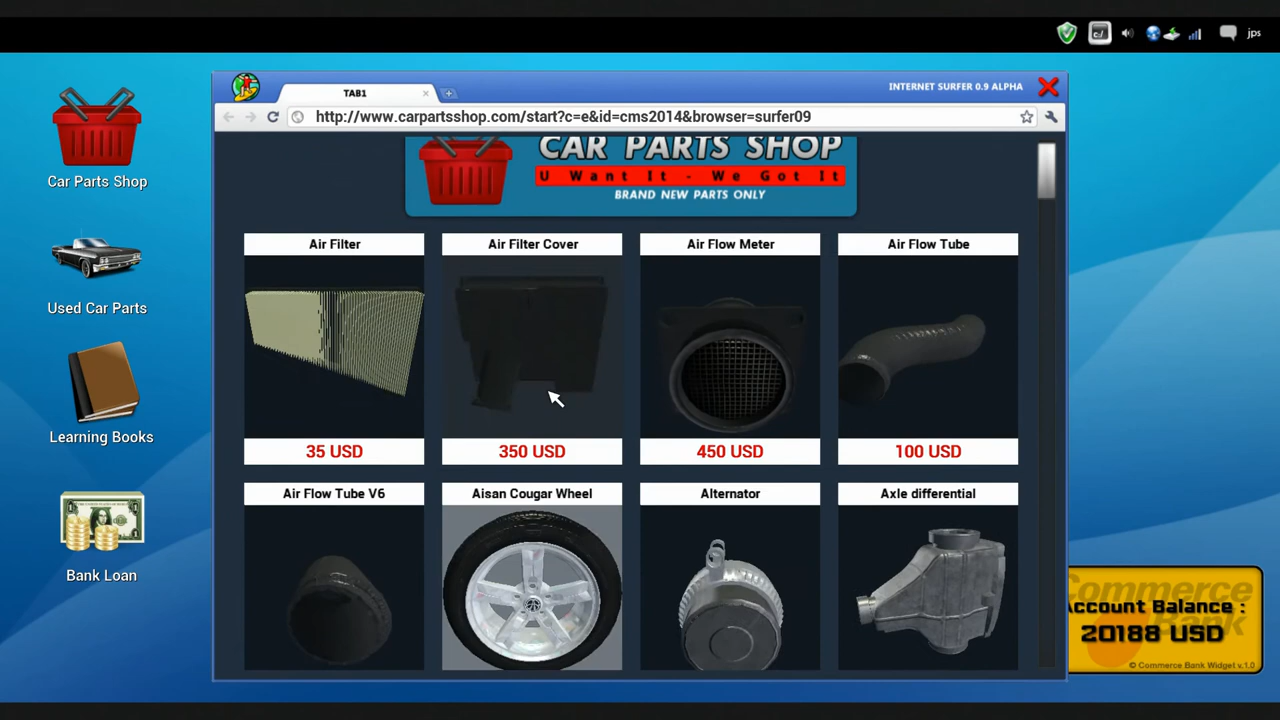 c:/
jps
TAB1
INTERNET SURFER 0.9 ALPHA
http://www.carpartsshop.com/start?c=e&id=cms2014&browser=surfer09
CAR PARTS SHOP
U Want It - We Got It
BRAND NEW PARTS ONLY
Car Parts Shop
Used Car Parts
Learning Books
Bank Loan
Air Filter
Air Filter Cover
Air Flow Meter
Air Flow Tube
35 USD
350 USD
450 USD
100 USD
Air Flow Tube V6
Aisan Cougar Wheel
Alternator
Axle differential
Commerce
Bank
Account Balance :
20188 USD
© Commerce Bank Widget v.1.0